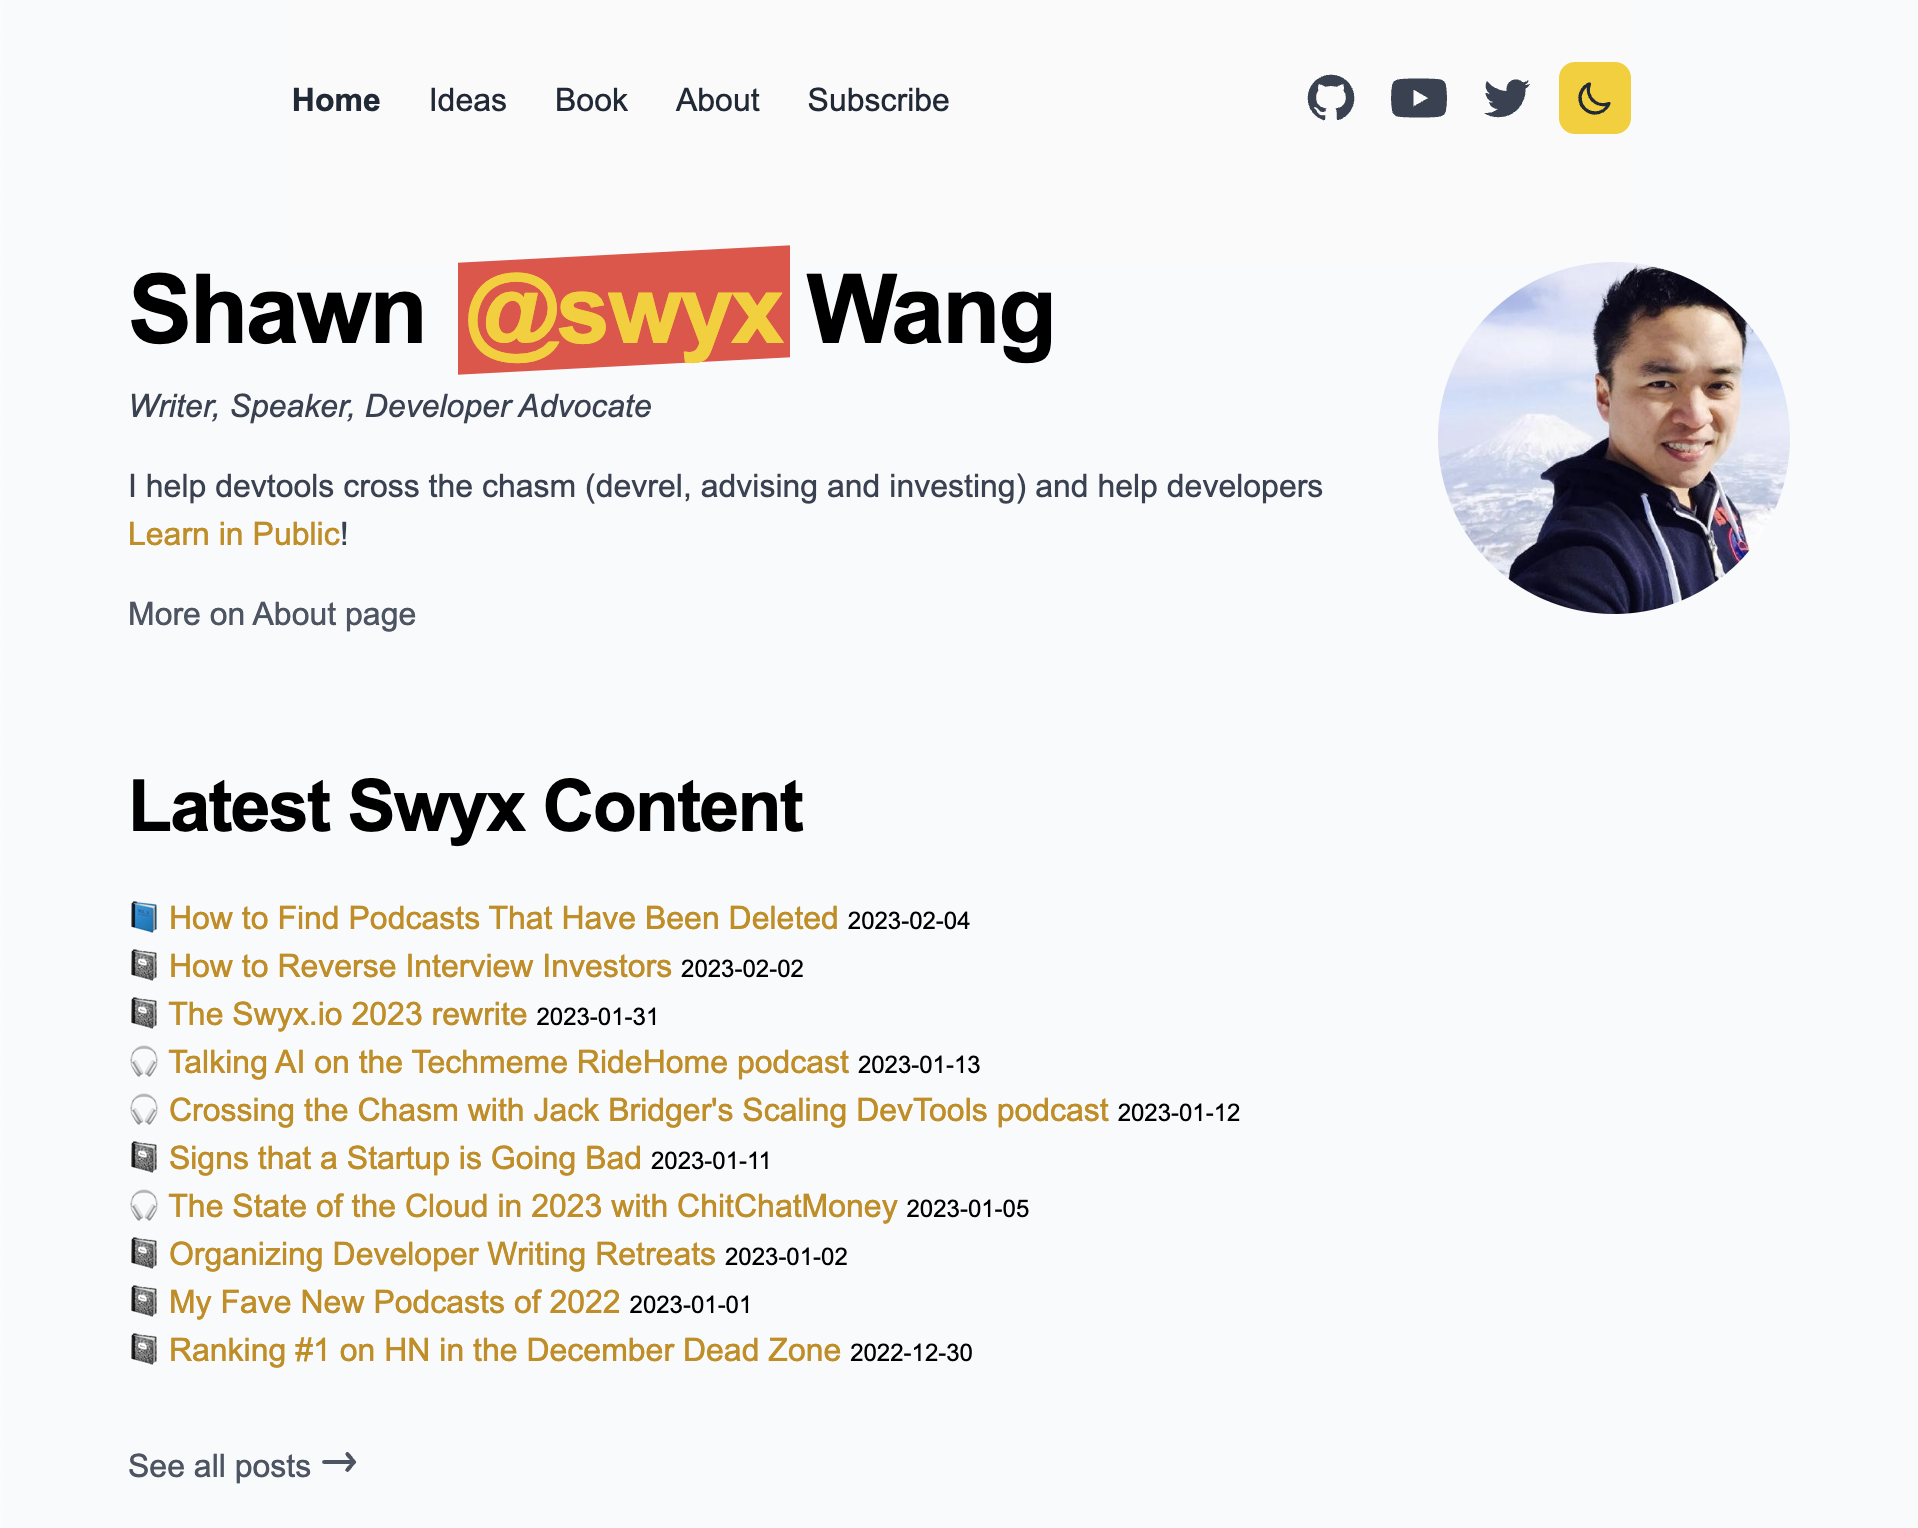 Home Ideas Book About Subscribe
Shawn @swyx Wang
Writer, Speaker, Developer Advocate
I help devtools cross the chasm (devrel, advising and investing) and help developers
Learn in Public!
More on About page
Latest Swyx Content
How to Find Podcasts That Have Been Deleted 2023-02-04
How to Reverse Interview Investors 2023-02-02
The Swyx.io 2023 rewrite 2023-01-31
Talking AI on the Techmeme RideHome podcast 2023-01-13
Crossing the Chasm with Jack Bridger's Scaling DevTools podcast 2023-01-12
Signs that a Startup is Going Bad 2023-01-11
The State of the Cloud in 2023 with ChitChatMoney 2023-01-05
Organizing Developer Writing Retreats 2023-01-02
My Fave New Podcasts of 2022 2023-01-01
Ranking #1 on HN in the December Dead Zone 2022-12-30
See all posts →